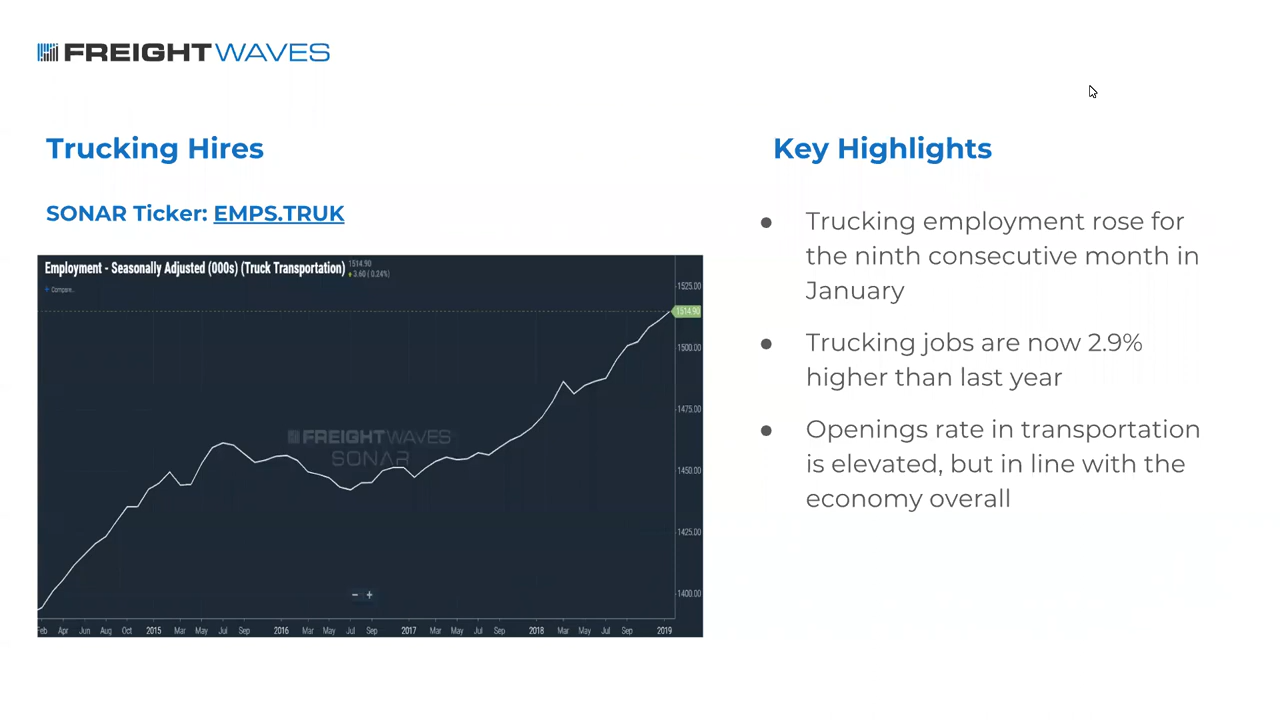 FREIGHTWAVES
Trucking Hires
SONAR Ticker: EMPS.TRUK
Employment - Seasonally Adjusted (000s) (Truck Transportation)
1514.90
3.60 (0.24%)
Compare..
1525.00
1514.90
1500.00
1475.00
1450.00
1425.00
1400.00
FREIGHTWAVES
SONAR
− +
Feb Apr Jun Aug Oct 2015 Mar May Jul Sep 2016 Mar May Jul Sep 2017 Mar May Jul Sep 2018 Mar May Jul Sep 2019
Key Highlights
● Trucking employment rose for
the ninth consecutive month in
January
● Trucking jobs are now 2.9%
higher than last year
● Openings rate in transportation
is elevated, but in line with the
economy overall